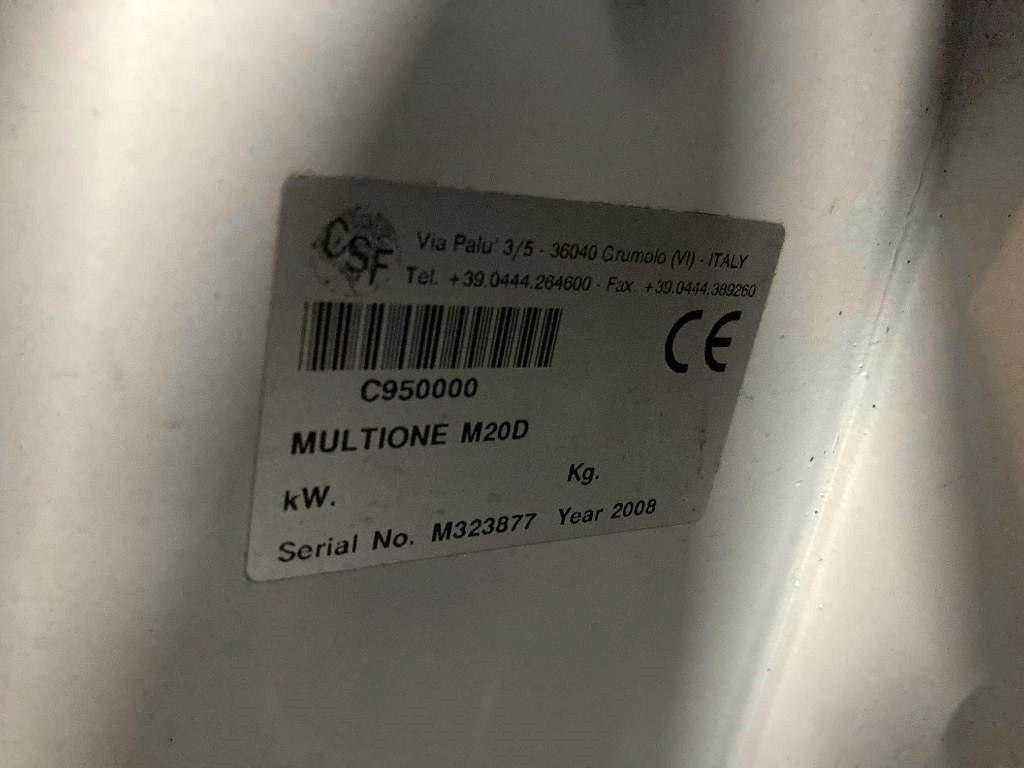 CSF
Via Palu' 3/5 - 36040 Grumolo (VI) - ITALY
Tel. +39.0444.264600 - Fax. +39.0444.389260
CE
C950000
MULTIONE M20D
kW. Kg.
Serial No. M323877 Year 2008